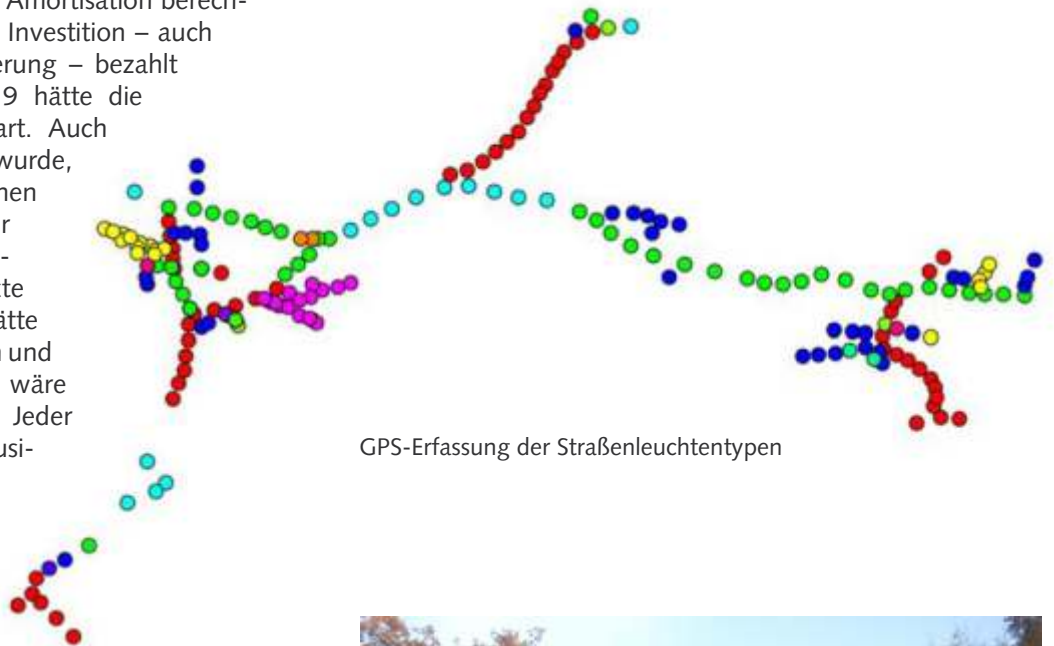 Amortisation berech-
Investition – auch
erung – bezahlt
9 hätte die
art. Auch
wurde,
nen
r
-
te
ätte
und
wäre
Jeder
usi-
GPS-Erfassung der Straßenleuchtentypen